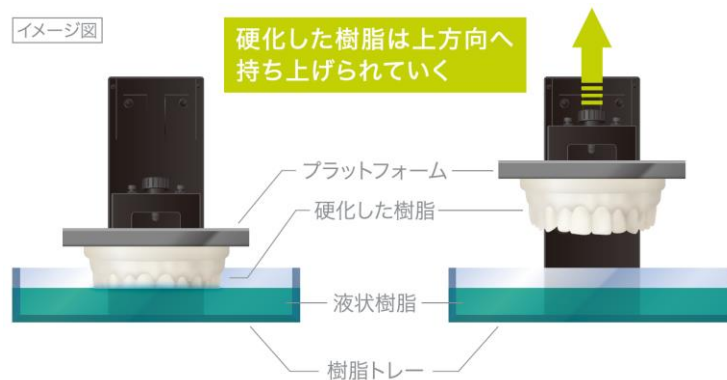 イメージ図
硬化した樹脂は上方向へ
持ち上げられていく
プラットフォーム
硬化した樹脂
液状樹脂
樹脂トレー